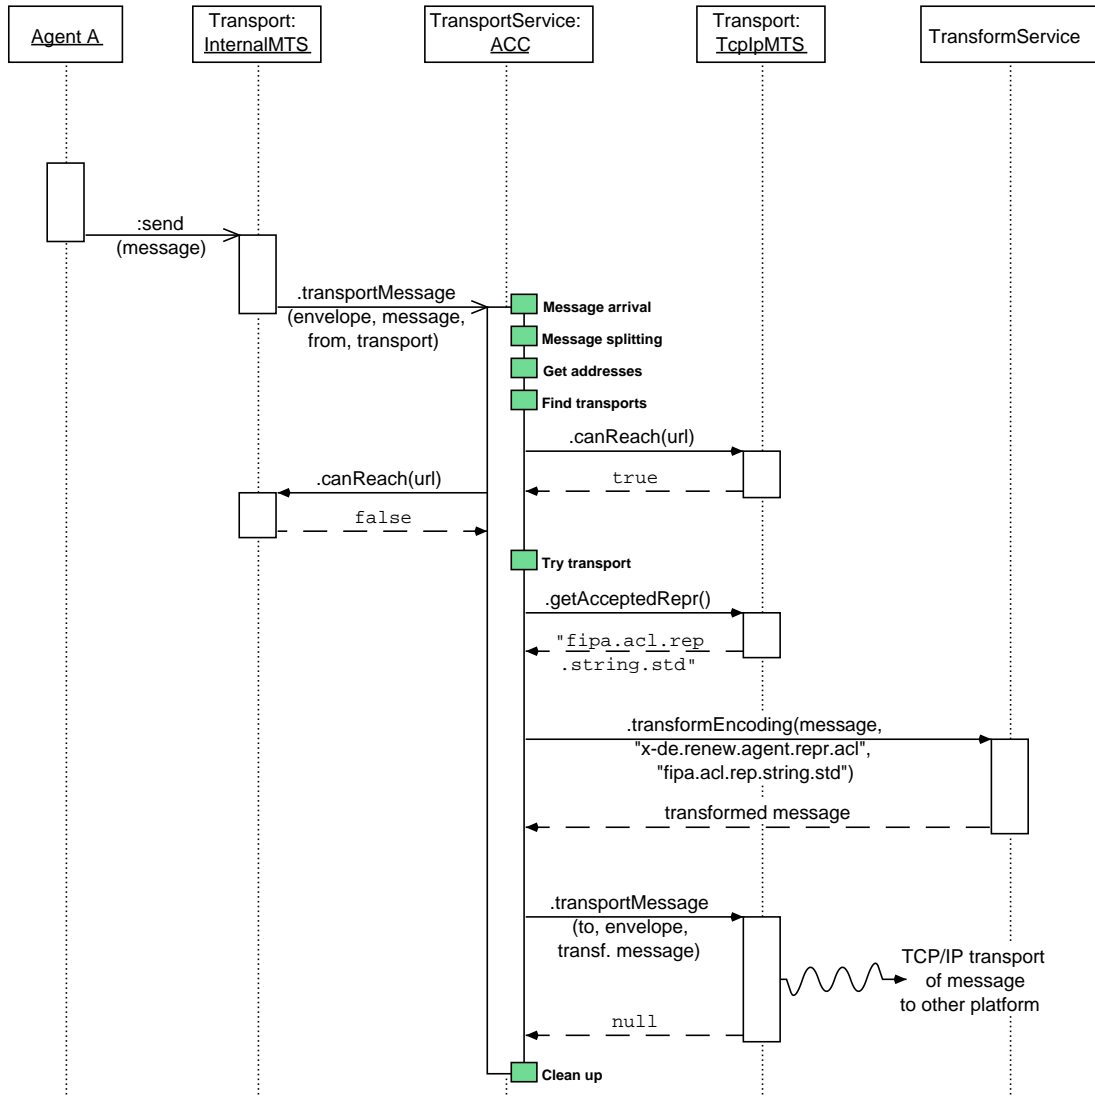 Agent A
Transport:
InternalMTS
TransportService:
ACC
Transport:
TcpIpMTS
TransformService
:send
(message)
.transportMessage
(envelope, message,
from, transport)
Message arrival
Message splitting
Get addresses
Find transports
.canReach(url)
true
.canReach(url)
false
Try transport
.getAcceptedRepr()
"fipa.acl.rep
.string.std"
.transformEncoding(message,
"x-de.renew.agent.repr.acl",
"fipa.acl.rep.string.std")
transformed message
.transportMessage
(to, envelope,
transf. message)
TCP/IP transport
of message
to other platform
null
Clean up